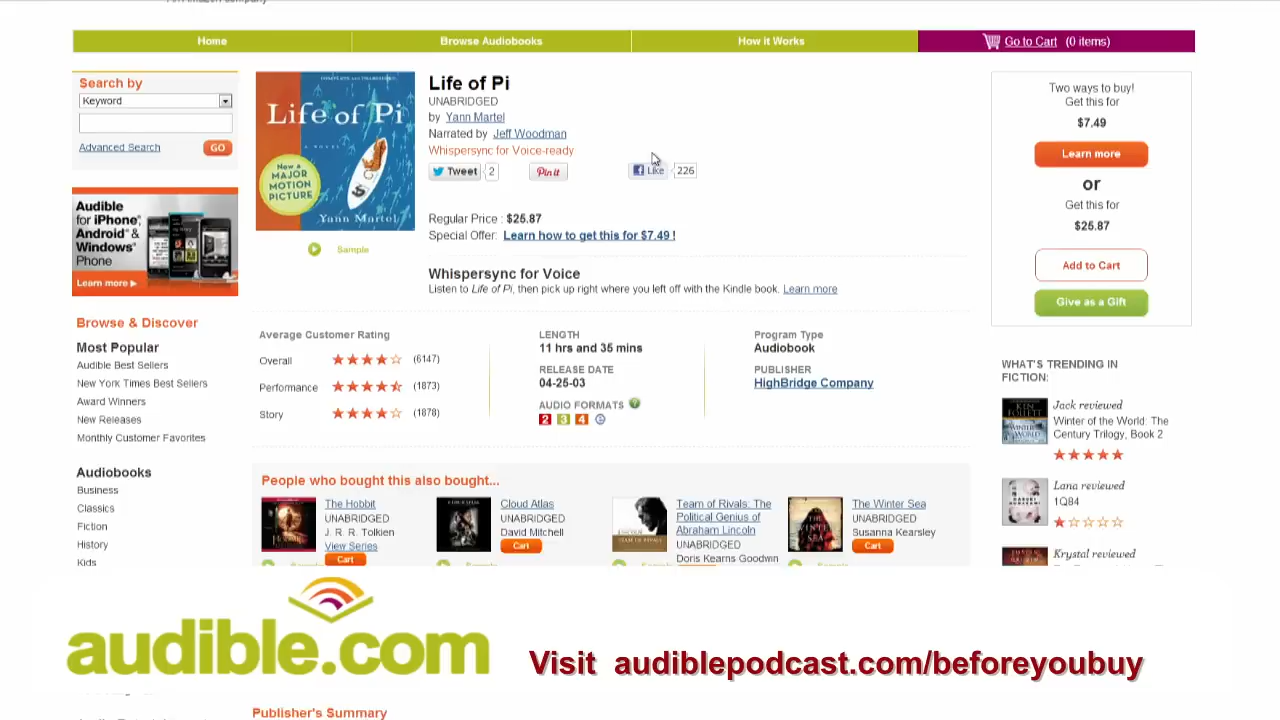 Home
Browse Audiobooks
How it Works
Go to Cart (0 items)
Search by
Keyword
Advanced Search
GO
Audible
for iPhone,
Android &
Windows
Phone
Learn more
Browse & Discover
Most Popular
Audible Best Sellers
New York Times Best Sellers
Award Winners
New Releases
Monthly Customer Favorites
Audiobooks
Business
Classics
Fiction
History
Kids
Life of Pi
A NOVEL
Now a
MAJOR
MOTION
PICTURE
Yann Martel
Sample
Life of Pi
UNABRIDGED
by Yann Martel
Narrated by Jeff Woodman
Whispersync for Voice-ready
Tweet 2
Pin it
Like 226
Regular Price : $25.87
Special Offer: Learn how to get this for $7.49 !
Whispersync for Voice
Listen to Life of Pi, then pick up right where you left off with the Kindle book. Learn more
Average Customer Rating
Overall (6147)
Performance (1873)
Story (1878)
LENGTH
11 hrs and 35 mins
RELEASE DATE
04-25-03
AUDIO FORMATS ?
2 3 4
Program Type
Audiobook
PUBLISHER
HighBridge Company
People who bought this also bought...
The Hobbit
UNABRIDGED
J. R. R. Tolkien
View Series
Cart
Cloud Atlas
UNABRIDGED
David Mitchell
Cart
Team of Rivals: The
Political Genius of
Abraham Lincoln
UNABRIDGED
Doris Kearns Goodwin
The Winter Sea
UNABRIDGED
Susanna Kearsley
Cart
Two ways to buy!
Get this for
$7.49
Learn more
or
Get this for
$25.87
Add to Cart
Give as a Gift
WHAT'S TRENDING IN
FICTION:
Jack reviewed
Winter of the World: The
Century Trilogy, Book 2
Lana reviewed
1Q84
Krystal reviewed
audible.com
Visit audiblepodcast.com/beforeyoubuy
Publisher's Summary